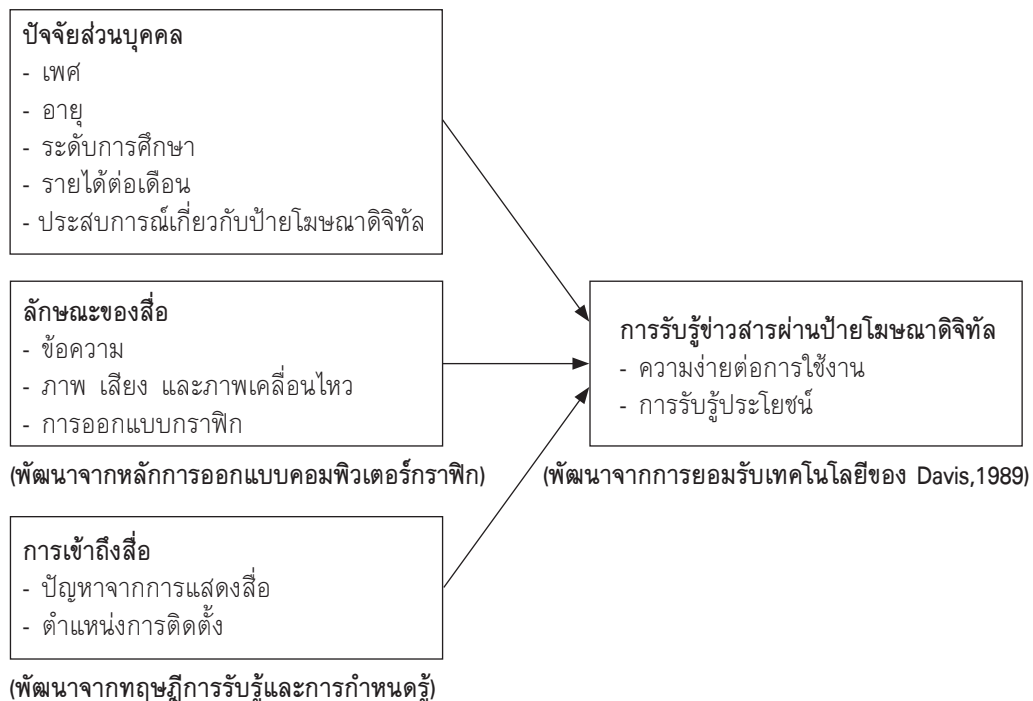 ปัจจัยส่วนบุคคล
- เพศ
- อายุ
- ระดับการศึกษา
- รายได้ต่อเดือน
- ประสบการณ์เกี่ยวกับป้ายโฆษณาดิจิทัล
ลักษณะของสื่อ
- ข้อความ
- ภาพ เสียง และภาพเคลื่อนไหว
- การออกแบบกราฟิก
(พัฒนาจากหลักการออกแบบคอมพิวเตอร์กราฟิก)
การเข้าถึงสื่อ
- ปัญหาจากการแสดงสื่อ
- ตำแหน่งการติดตั้ง
(พัฒนาจากทฤษฎีการรับรู้และการกำหนดรู้)
การรับรู้ข่าวสารผ่านป้ายโฆษณาดิจิทัล
- ความง่ายต่อการใช้งาน
- การรับรู้ประโยชน์
(พัฒนาจากการยอมรับเทคโนโลยีของ Davis,1989)